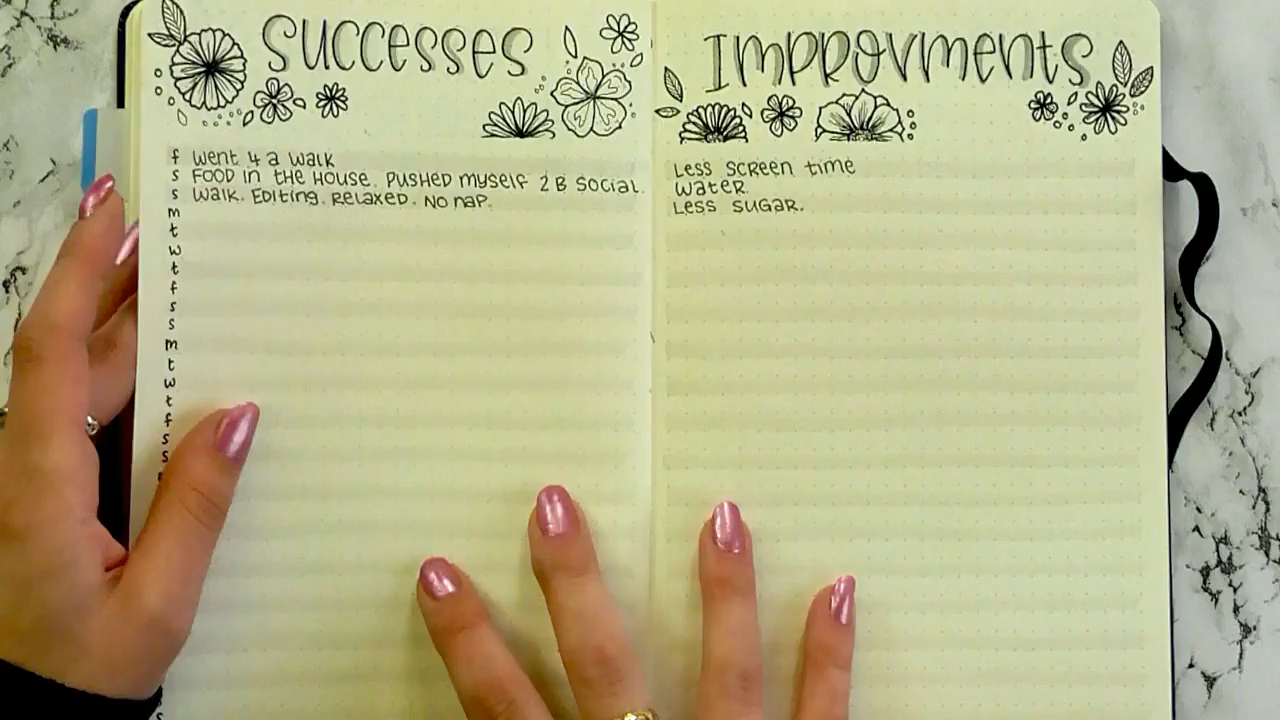 SUCCESSES
f went 4 a walk
s FOOD in the House. PUSHED myself 2 B SOCIAL.
s walk. Editing. Relaxed. No nap.
m
t
w
t
f
s
s
m
t
w
t
f
s
s
IMPROVMENTS
Less screen time
water.
Less sugar.